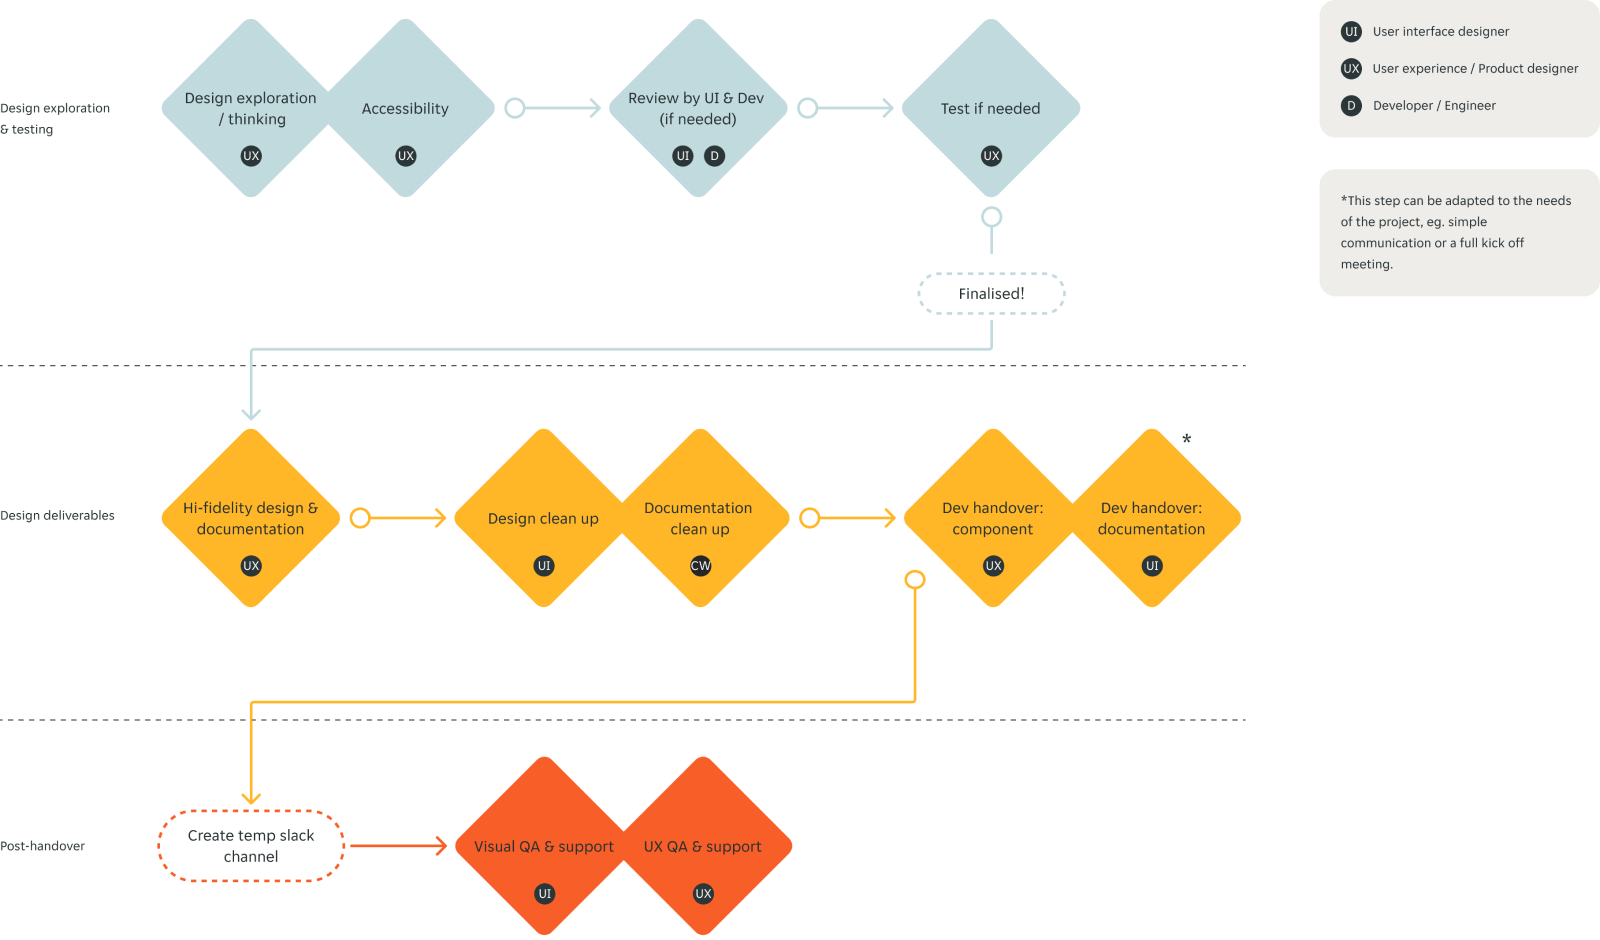 Design exploration
& testing
Design exploration
/ thinking
UX
Accessibility
UX
Review by UI & Dev
(if needed)
UI D
Test if needed
UX
Finalised!
UI User interface designer
UX User experience / Product designer
D Developer / Engineer
*This step can be adapted to the needs
of the project, eg. simple
communication or a full kick off
meeting.
Design deliverables
Hi-fidelity design &
documentation
UX
Design clean up
UI
Documentation
clean up
CW
Dev handover:
component
UX
*
Dev handover:
documentation
UI
Post-handover
Create temp slack
channel
Visual QA & support
UI
UX QA & support
UX